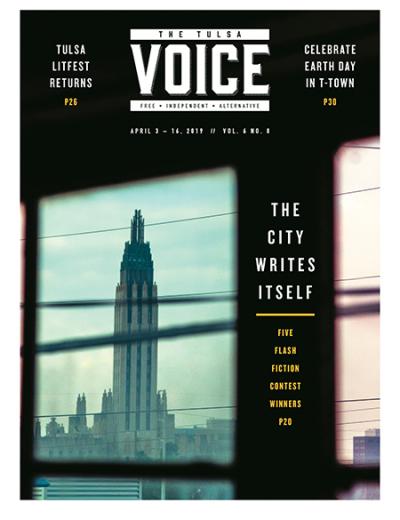 THE TULSA
VOICE
FREE • INDEPENDENT • ALTERNATIVE
APRIL 3 – 16, 2019 // VOL. 6 NO. 8
TULSA
LITFEST
RETURNS
P26
CELEBRATE
EARTH DAY
IN T-TOWN
P30
THE
CITY
WRITES
ITSELF
FIVE
FLASH
FICTION
CONTEST
WINNERS
P20